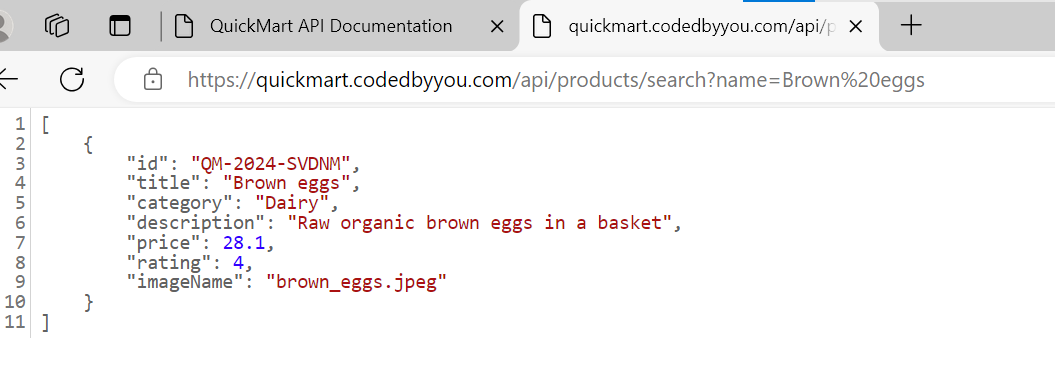 QuickMart API Documentation
quickmart.codedbyyou.com/api/p
https://quickmart.codedbyyou.com/api/products/search?name=Brown%20eggs
1 [
2 {
3 "id": "QM-2024-SVDNM",
4 "title": "Brown eggs",
5 "category": "Dairy",
6 "description": "Raw organic brown eggs in a basket",
7 "price": 28.1,
8 "rating": 4,
9 "imageName": "brown_eggs.jpeg"
10 }
11 ]